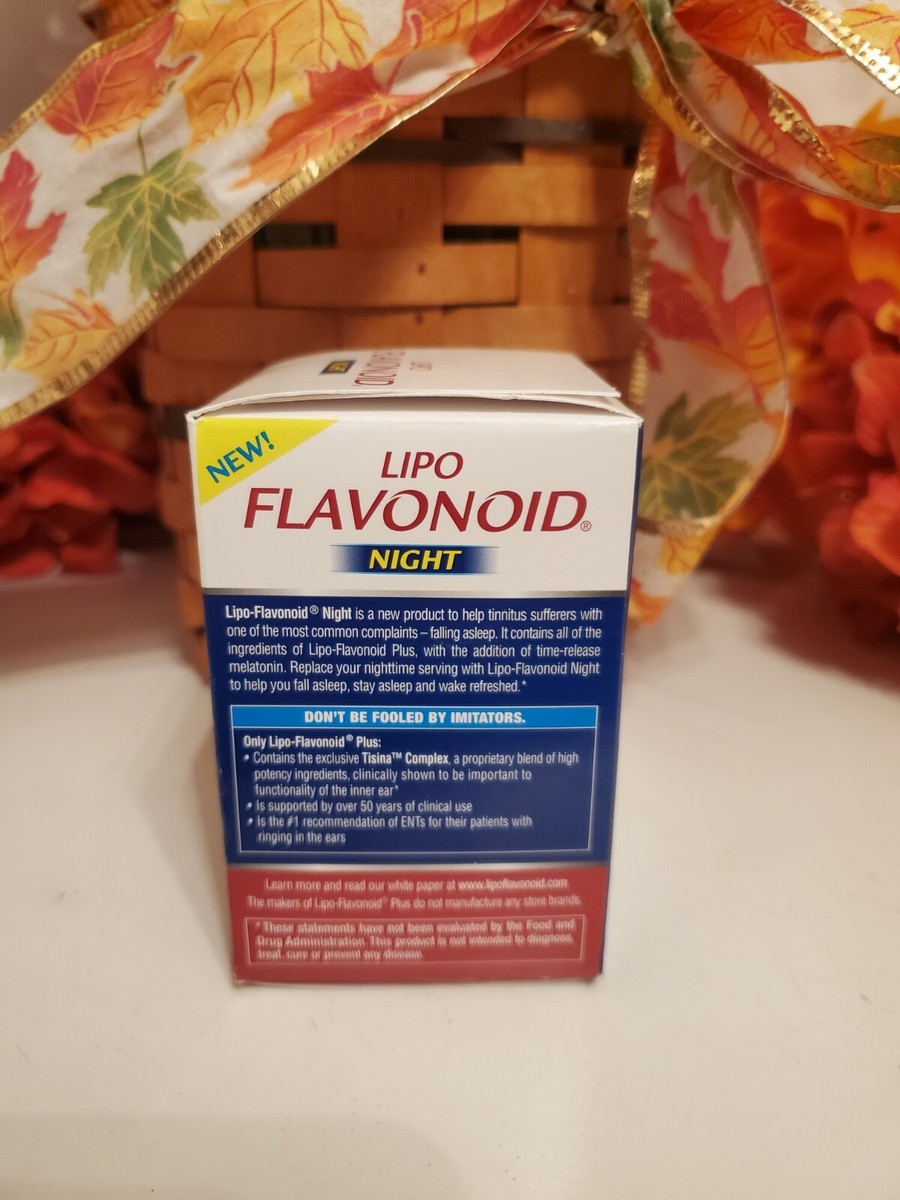 LIPO
FLAVONOID
NIGHT
NEW!
LIPO
FLAVONOID®
NIGHT
Lipo-Flavonoid® Night is a new product to help tinnitus sufferers with
one of the most common complaints – falling asleep. It contains all of the
ingredients of Lipo-Flavonoid Plus, with the addition of time-release
melatonin. Replace your nighttime serving with Lipo-Flavonoid Night
to help you fall asleep, stay asleep and wake refreshed.*
DON'T BE FOOLED BY IMITATORS.
Only Lipo-Flavonoid® Plus:
• Contains the exclusive Tisina™ Complex, a proprietary blend of high
potency ingredients, clinically shown to be important to
functionality of the inner ear*
• Is supported by over 50 years of clinical use
• Is the #1 recommendation of ENTs for their patients with
ringing in the ears
Learn more and read our white paper at www.lipoflavonoid.com
The makers of Lipo-Flavonoid® Plus do not manufacture any store brands.
*These statements have not been evaluated by the Food and
Drug Administration. This product is not intended to diagnose,
treat, cure or prevent any disease.